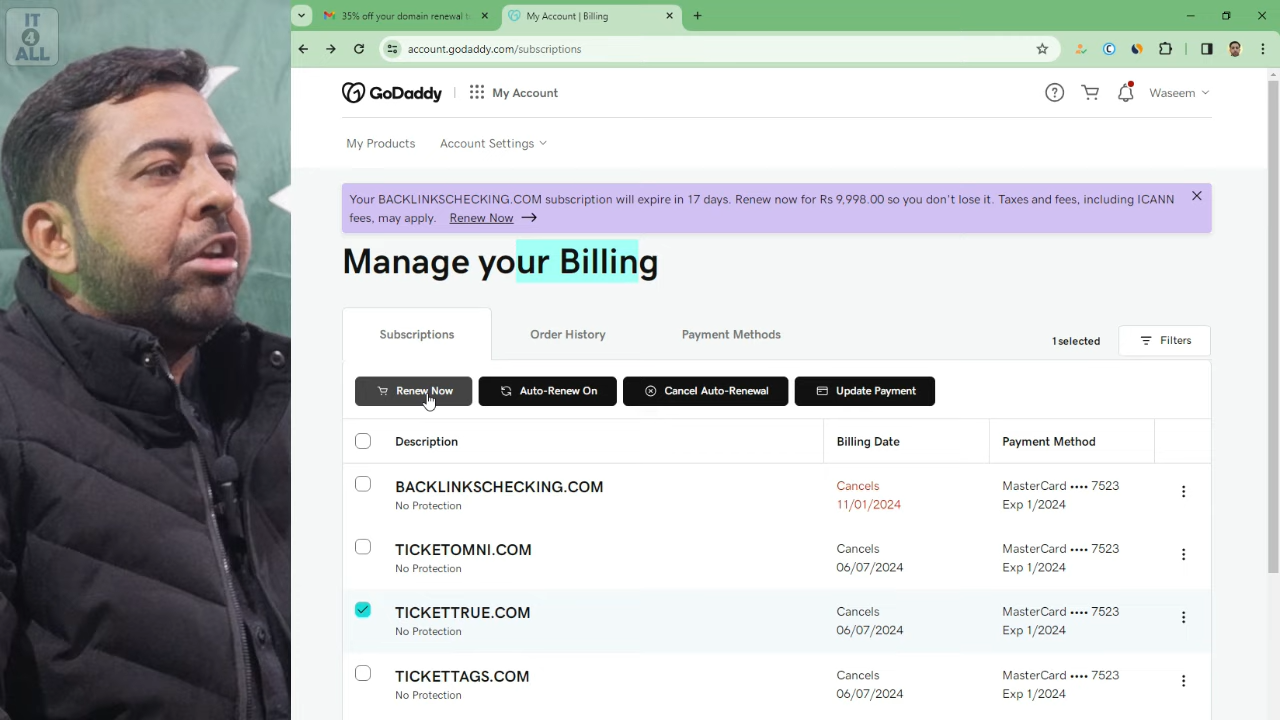 IT
4
ALL
35% off your domain renewal t
My Account | Billing
account.godaddy.com/subscriptions
GoDaddy
My Account
Waseem
My Products
Account Settings
Your BACKLINKSCHECKING.COM subscription will expire in 17 days. Renew now for Rs 9,998.00 so you don't lose it. Taxes and fees, including ICANN
fees, may apply. Renew Now
Manage your Billing
Subscriptions
Order History
Payment Methods
1 selected
Filters
Renew Now
Auto-Renew On
Cancel Auto-Renewal
Update Payment
Description
Billing Date
Payment Method
BACKLINKSCHECKING.COM
No Protection
Cancels
11/01/2024
MasterCard •••• 7523
Exp 1/2024
TICKETOMNI.COM
No Protection
Cancels
06/07/2024
MasterCard •••• 7523
Exp 1/2024
TICKETTRUE.COM
No Protection
Cancels
06/07/2024
MasterCard •••• 7523
Exp 1/2024
TICKETTAGS.COM
No Protection
Cancels
06/07/2024
MasterCard •••• 7523
Exp 1/2024